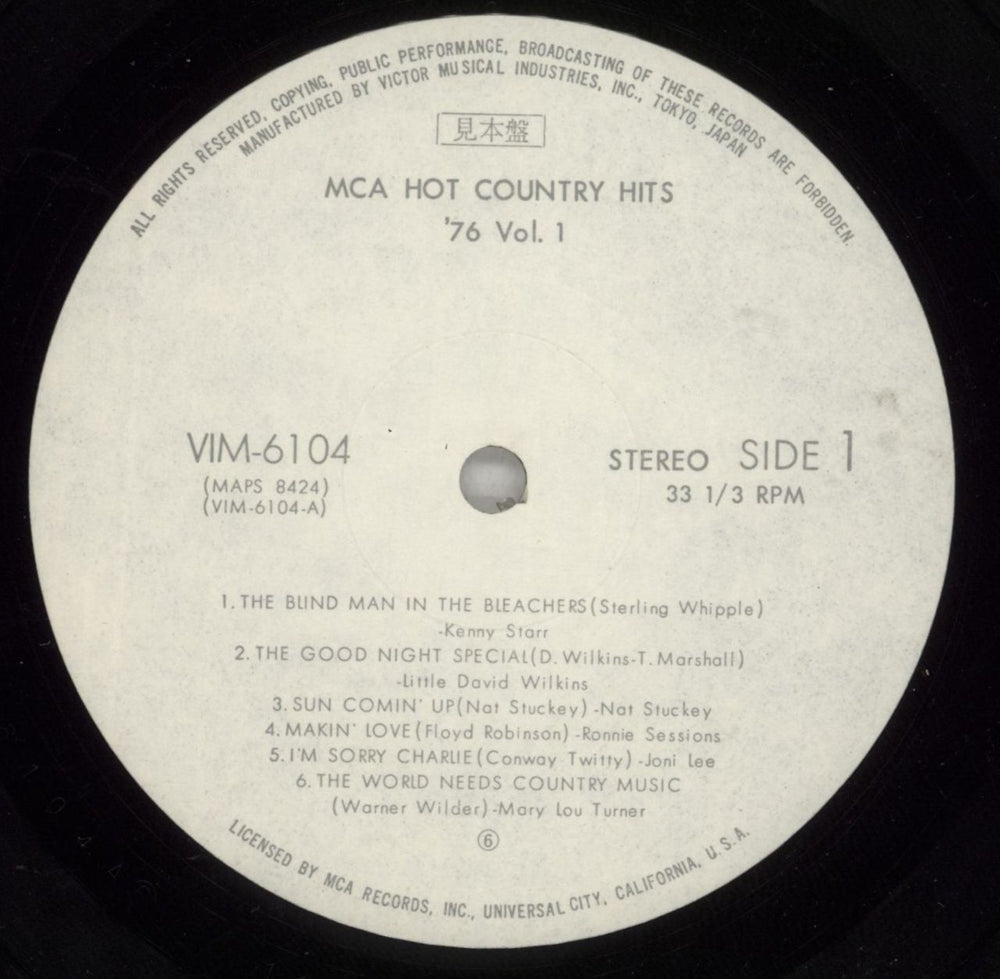 ALL RIGHTS RESERVED, COPYING, PUBLIC PERFORMANCE, BROADCASTING OF THESE RECORDS ARE FORBIDDEN.
MANUFACTURED BY VICTOR MUSICAL INDUSTRIES, INC., TOKYO, JAPAN
見本盤
MCA HOT COUNTRY HITS
'76 Vol. 1
VIM-6104
(MAPS 8424)
(VIM-6104-A)
STEREO SIDE 1
33 1/3 RPM
1. THE BLIND MAN IN THE BLEACHERS (Sterling Whipple)
-Kenny Starr
2. THE GOOD NIGHT SPECIAL (D. Wilkins-T. Marshall)
-Little David Wilkins
3. SUN COMIN' UP (Nat Stuckey) -Nat Stuckey
4. MAKIN' LOVE (Floyd Robinson) -Ronnie Sessions
5. I'M SORRY CHARLIE (Conway Twitty) -Joni Lee
6. THE WORLD NEEDS COUNTRY MUSIC
(Warner Wilder) -Mary Lou Turner
⑥
LICENSED BY MCA RECORDS, INC., UNIVERSAL CITY, CALIFORNIA, U.S.A.